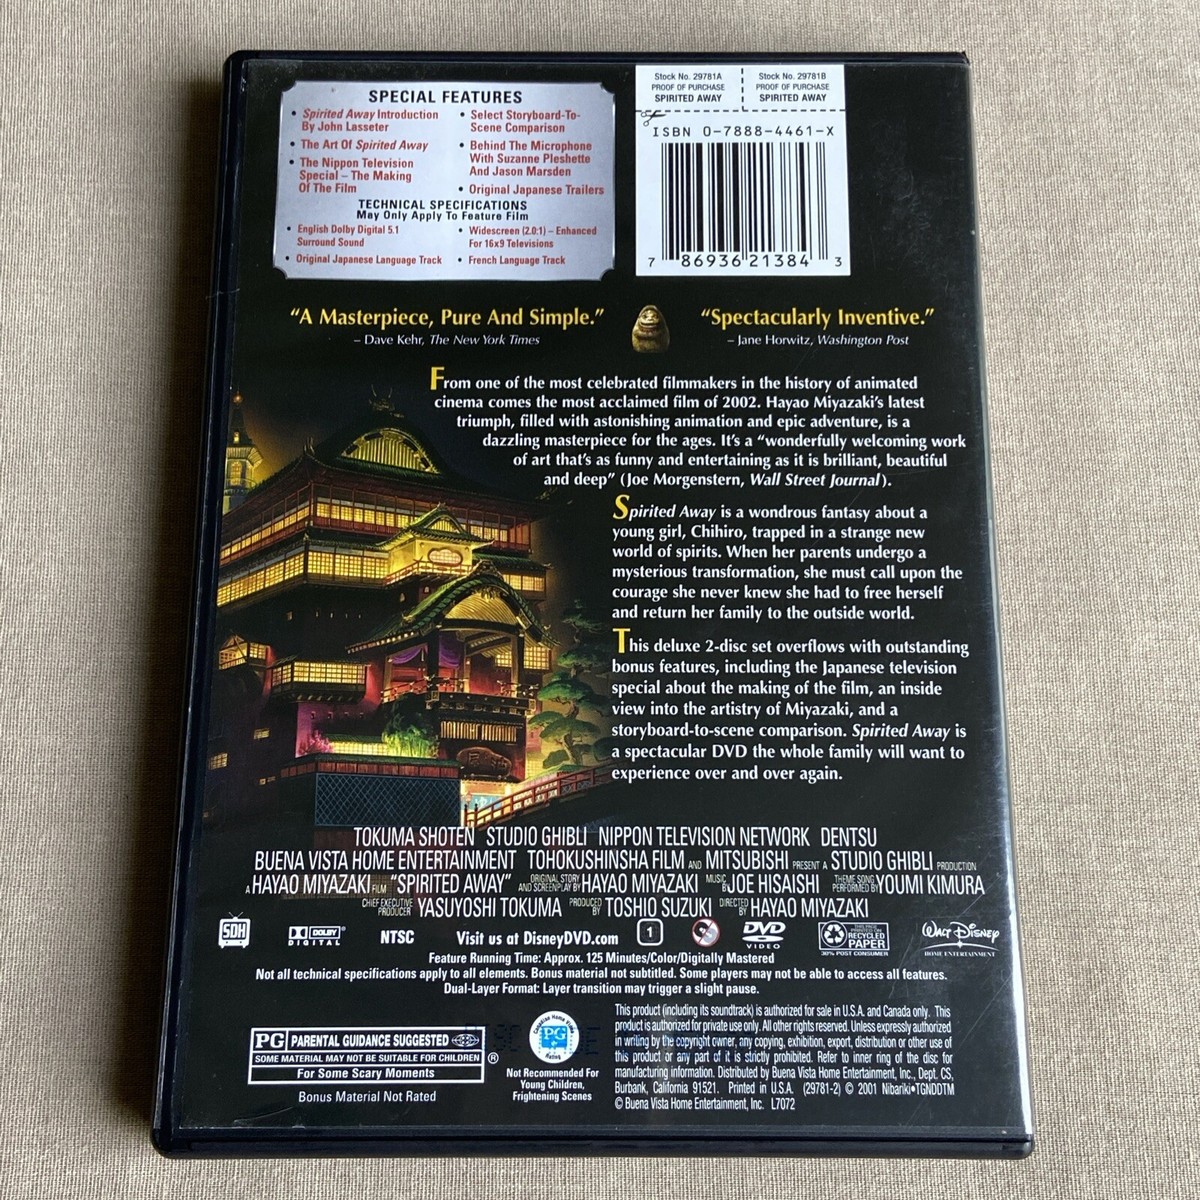 SPECIAL FEATURES
• Spirited Away Introduction
By John Lasseter
• The Art Of Spirited Away
• The Nippon Television
Special – The Making
Of The Film
• Select Storyboard-To-
Scene Comparison
• Behind The Microphone
With Suzanne Pleshette
And Jason Marsden
• Original Japanese Trailers
TECHNICAL SPECIFICATIONS
May Only Apply To Feature Film
• English Dolby Digital 5.1
Surround Sound
• Original Japanese Language Track
• Widescreen (2.0:1) – Enhanced
For 16x9 Televisions
• French Language Track
Stock No. 29781A
PROOF OF PURCHASE
SPIRITED AWAY
Stock No. 29781B
PROOF OF PURCHASE
SPIRITED AWAY
ISBN 0-7888-4461-X
7 86936 21384 3
“A Masterpiece, Pure And Simple.”
– Dave Kehr, The New York Times
“Spectacularly Inventive.”
– Jane Horwitz, Washington Post
From one of the most celebrated filmmakers in the history of animated
cinema comes the most acclaimed film of 2002. Hayao Miyazaki’s latest
triumph, filled with astonishing animation and epic adventure, is a
dazzling masterpiece for the ages. It’s a “wonderfully welcoming work
of art that’s as funny and entertaining as it is brilliant, beautiful
and deep” (Joe Morgenstern, Wall Street Journal).
Spirited Away is a wondrous fantasy about a
young girl, Chihiro, trapped in a strange new
world of spirits. When her parents undergo a
mysterious transformation, she must call upon the
courage she never knew she had to free herself
and return her family to the outside world.
This deluxe 2-disc set overflows with outstanding
bonus features, including the Japanese television
special about the making of the film, an inside
view into the artistry of Miyazaki, and a
storyboard-to-scene comparison. Spirited Away is
a spectacular DVD the whole family will want to
experience over and over again.
TOKUMA SHOTEN STUDIO GHIBLI NIPPON TELEVISION NETWORK DENTSU
BUENA VISTA HOME ENTERTAINMENT TOHOKUSHINSHA FILM AND MITSUBISHI PRESENT A STUDIO GHIBLI PRODUCTION
A HAYAO MIYAZAKI FILM “SPIRITED AWAY” ORIGINAL STORY AND SCREENPLAY BY HAYAO MIYAZAKI MUSIC BY JOE HISAISHI THEME SONG PERFORMED BY YOUMI KIMURA
CHIEF EXECUTIVE PRODUCER YASUYOSHI TOKUMA PRODUCED BY TOSHIO SUZUKI DIRECTED BY HAYAO MIYAZAKI
SDH
DOLBY
DIGITAL
NTSC
Visit us at DisneyDVD.com
1
DVD
VIDEO
THIS PACK PRINTED ON
RECYCLED
PAPER
30% POST CONSUMER
WALT DISNEY
HOME ENTERTAINMENT
Feature Running Time: Approx. 125 Minutes/Color/Digitally Mastered
Not all technical specifications apply to all elements. Bonus material not subtitled. Some players may not be able to access all features.
Dual-Layer Format: Layer transition may trigger a slight pause.
PG PARENTAL GUIDANCE SUGGESTED
SOME MATERIAL MAY NOT BE SUITABLE FOR CHILDREN ®
For Some Scary Moments
Bonus Material Not Rated
Canadian Home Video
PG
Rating
Not Recommended For
Young Children,
Frightening Scenes
This product (including its soundtrack) is authorized for sale in U.S.A. and Canada only. This
product is authorized for private use only. All other rights reserved. Unless expressly authorized
in writing by the copyright owner, any copying, exhibition, export, distribution or other use of
this product or any part of it is strictly prohibited. Refer to inner ring of the disc for
manufacturing information. Distributed by Buena Vista Home Entertainment, Inc., Dept. CS,
Burbank, California 91521. Printed in U.S.A. (29781-2) © 2001 Nibariki•TGNDDTM
© Buena Vista Home Entertainment, Inc. L7072